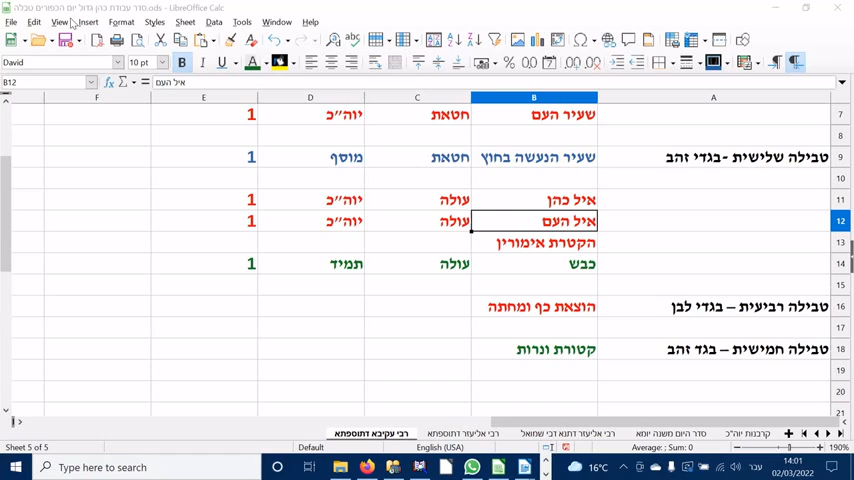 סדר עבודת כהן גדול יום הכפורים טבלה.ods - LibreOffice Calc
File Edit View Insert Format Styles Sheet Data Tools Window Help
David 10 pt
B12 איל העם
F E D C B A
שעיר העם חטאת יוה״כ 1 7
8
טבילה שלישית -בגדי זהב שעיר הנעשה בחוץ חטאת מוסף 1 9
10
איל כהן עולה יוה״כ 1 11
איל העם עולה יוה״כ 1 12
הקטרת אימורין 13
כבש עולה תמיד 1 14
15
טבילה רביעית – בגדי לבן הוצאת כף ומחתה 16
17
טבילה חמישית – בגד זהב קטורת ונרות 18
19
20
21
רבי עקיבא דתוספתא רבי אליעזר דתוספתא רבי אליעזר דתנא דבי שמואל סדר היום משנה יומא קרבנות יוה"כ
Sheet 5 of 5 Default English (USA) Average: ; Sum: 0 190%
Type here to search 16°C עבר 14:01
02/03/2022